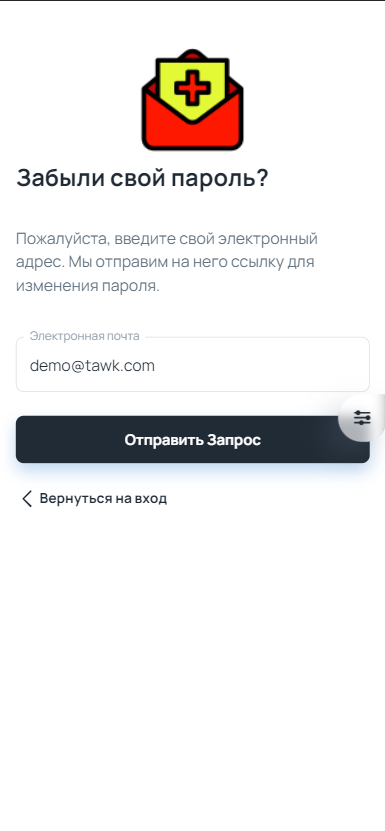 Забыли свой пароль?
Пожалуйста, введите свой электронный
адрес. Мы отправим на него ссылку для
изменения пароля.
Электронная почта
demo@tawk.com
Отправить Запрос
Вернуться на вход